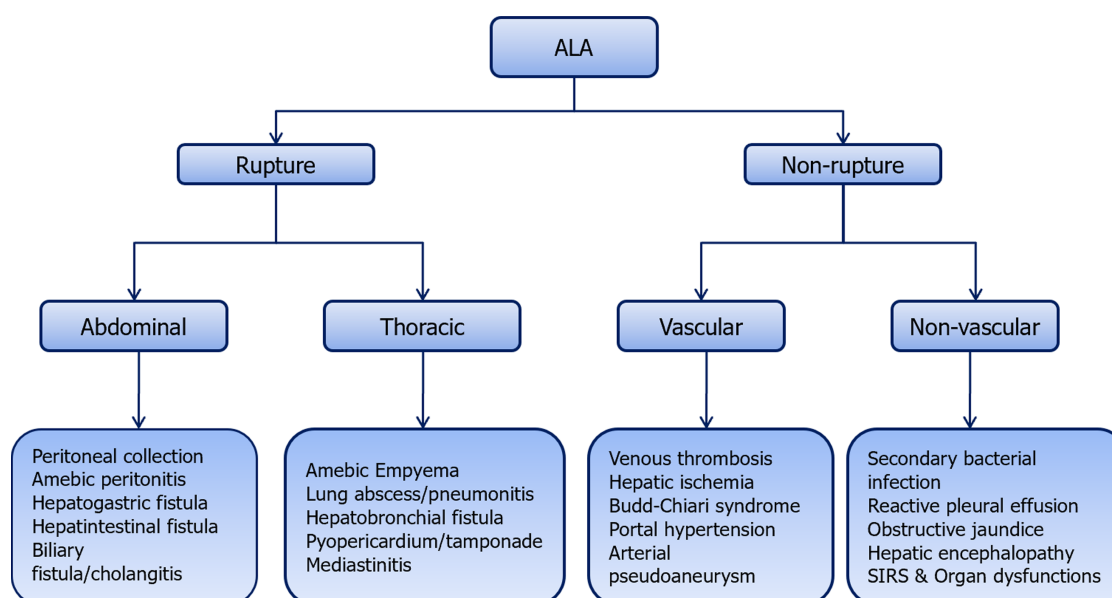 ALA
Rupture
Non-rupture
Abdominal
Thoracic
Vascular
Non-vascular
Peritoneal collection
Amebic peritonitis
Hepatogastric fistula
Hepatintestinal fistula
Biliary
fistula/cholangitis
Amebic Empyema
Lung abscess/pneumonitis
Hepatobronchial fistula
Pyopericardium/tamponade
Mediastinitis
Venous thrombosis
Hepatic ischemia
Budd-Chiari syndrome
Portal hypertension
Arterial
pseudoaneurysm
Secondary bacterial
infection
Reactive pleural effusion
Obstructive jaundice
Hepatic encephalopathy
SIRS & Organ dysfunctions